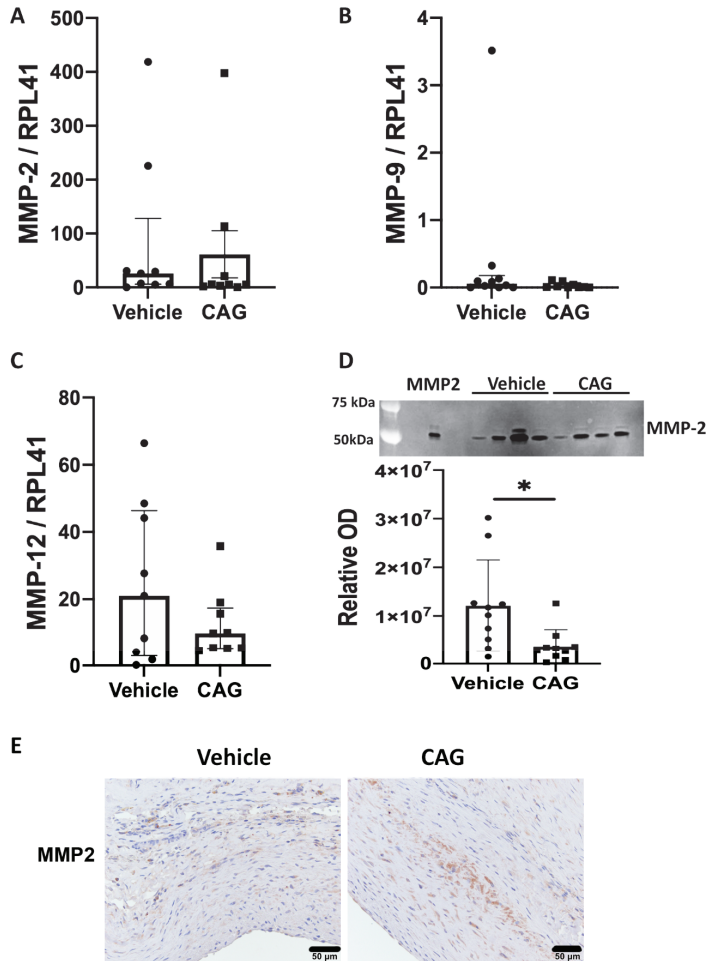 A
B
MMP-2 / RPL41
500
400
300
200
100
0
Vehicle
CAG
MMP-9 / RPL41
4
3
2
1
0
Vehicle
CAG
C
D
MMP-12 / RPL41
80
60
40
20
0
Vehicle
CAG
MMP2
Vehicle
CAG
75 kDa
50kDa
MMP-2
Relative OD
4×10⁷
3×10⁷
2×10⁷
1×10⁷
0
*
Vehicle
CAG
E
Vehicle
CAG
MMP2
50 µm
50 µm